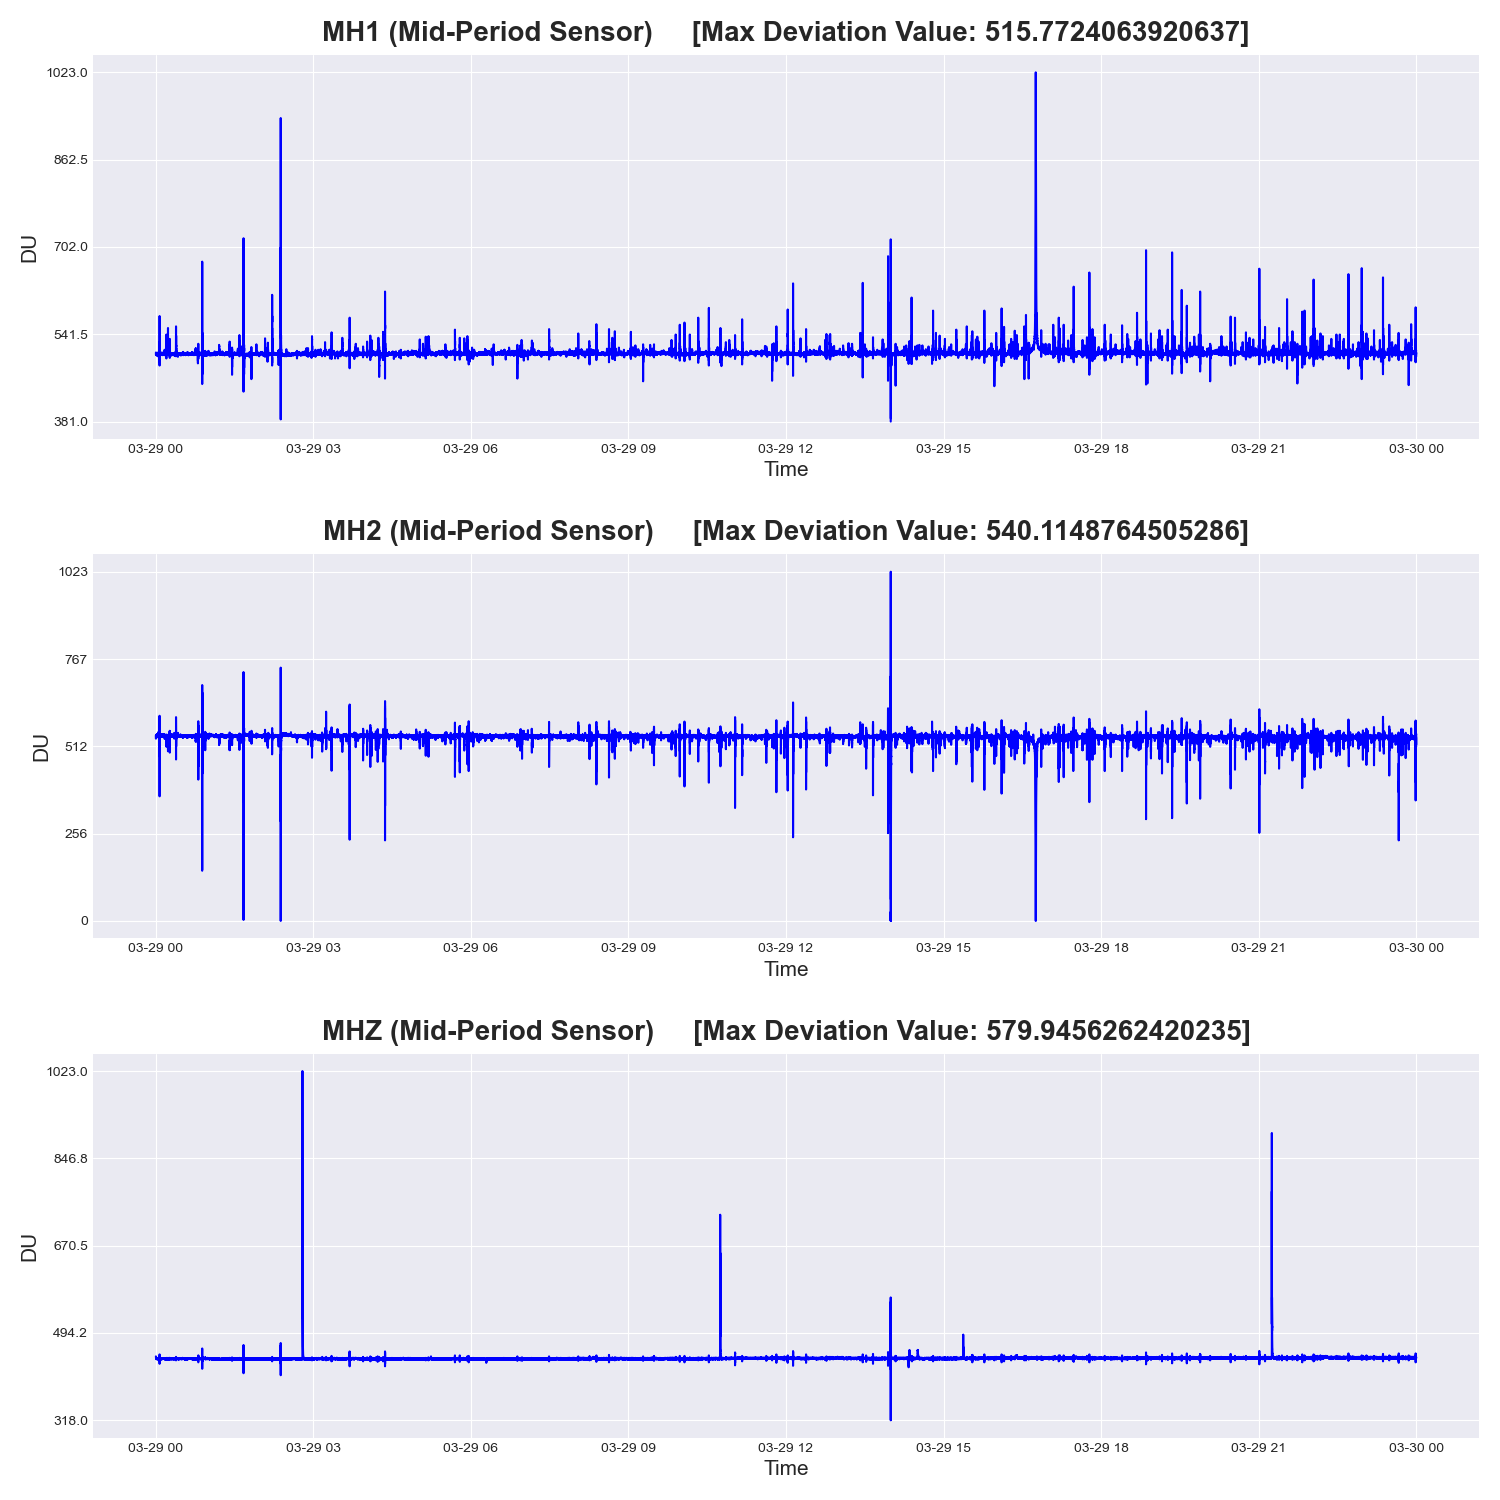 MH1 (Mid-Period Sensor) [Max Deviation Value: 515.7724063920637]
1023.0
862.5
702.0
541.5
381.0
DU
03-29 00 03-29 03 03-29 06 03-29 09 03-29 12 03-29 15 03-29 18 03-29 21 03-30 00
Time
MH2 (Mid-Period Sensor) [Max Deviation Value: 540.1148764505286]
1023
767
512
256
0
DU
03-29 00 03-29 03 03-29 06 03-29 09 03-29 12 03-29 15 03-29 18 03-29 21 03-30 00
Time
MHZ (Mid-Period Sensor) [Max Deviation Value: 579.9456262420235]
1023.0
846.8
670.5
494.2
318.0
DU
03-29 00 03-29 03 03-29 06 03-29 09 03-29 12 03-29 15 03-29 18 03-29 21 03-30 00
Time